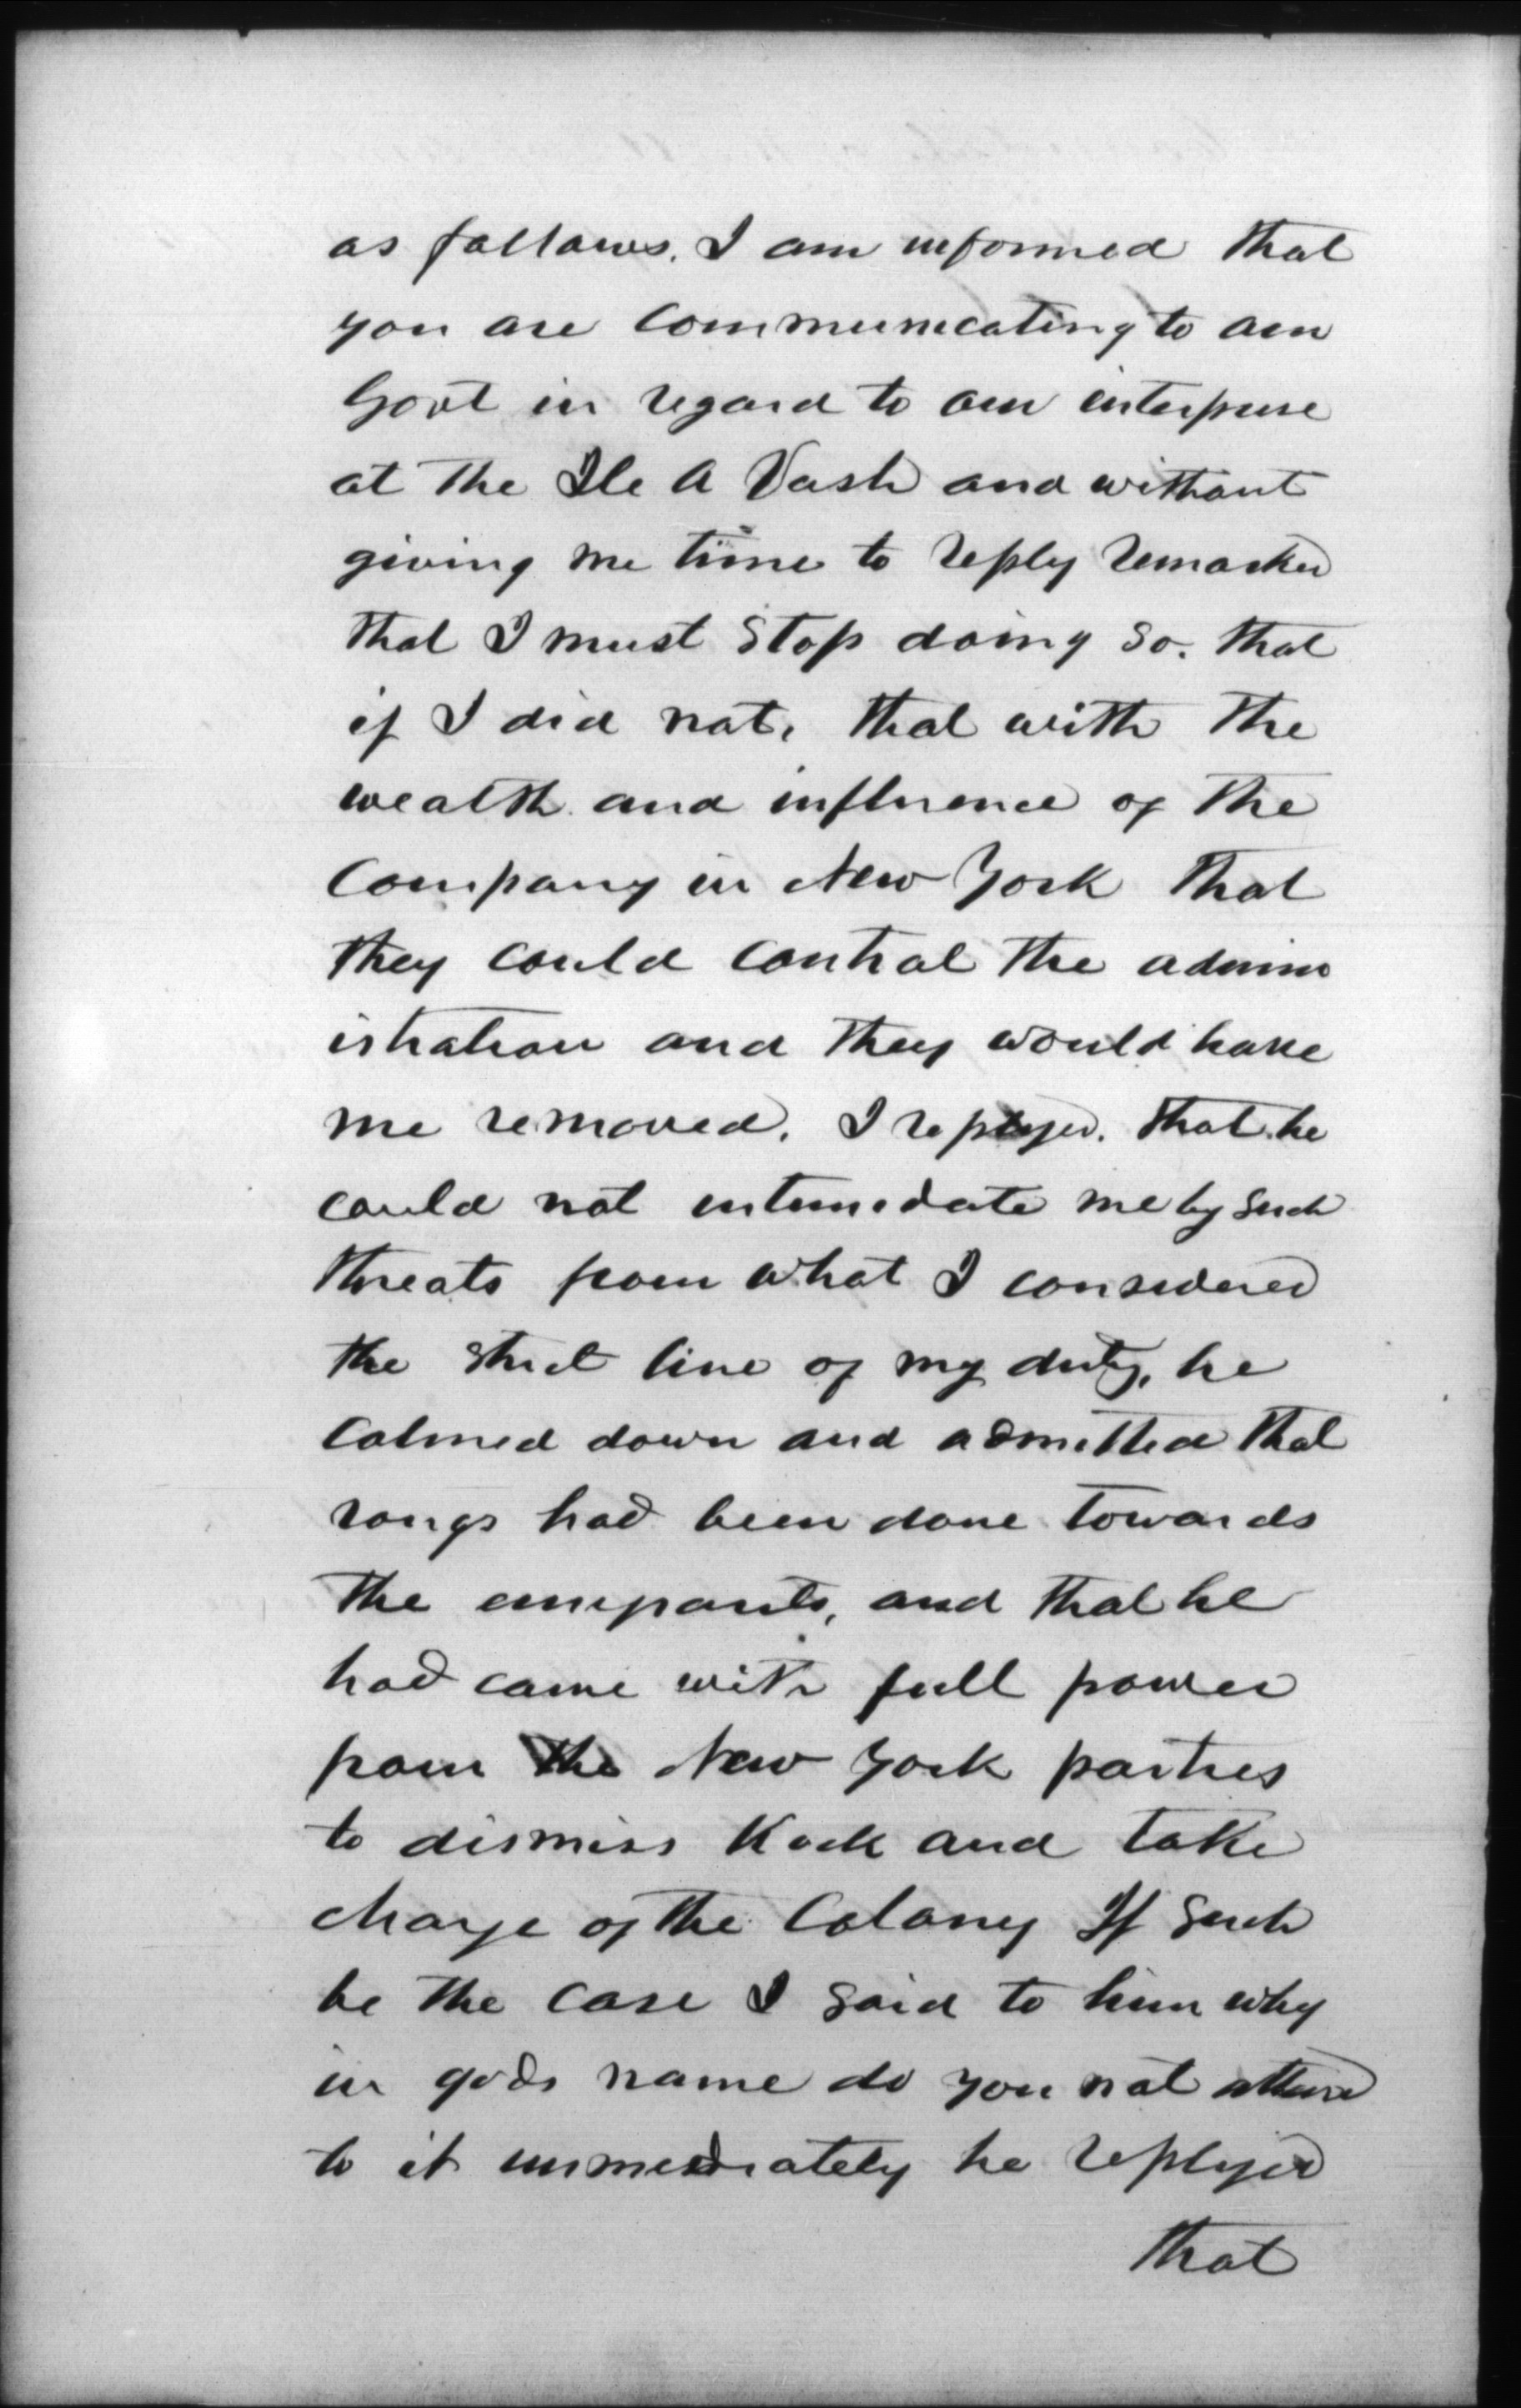 as follows. I am informed that
you are communicating to our
Govt in regard to our interprise
at the Ile A Vash and without
giving me time to reply remarked
that I must stop doing so. that
if I did not, that with the
wealth and influence of the
Company in New York that
they could control the admin
istration and they would have
me removed. I replyed. that he
could not intimidate me by such
threats from what I considered
the strict line of my duty, he
calmed down and admitted that
rongs had been done towards
the emigrants, and that he
had came with full power
from the New York parties
to dismiss Kock and take
charge of the Colony If such
be the case I said to him why
in gods name do you not attend
to it immediately he replyed
that